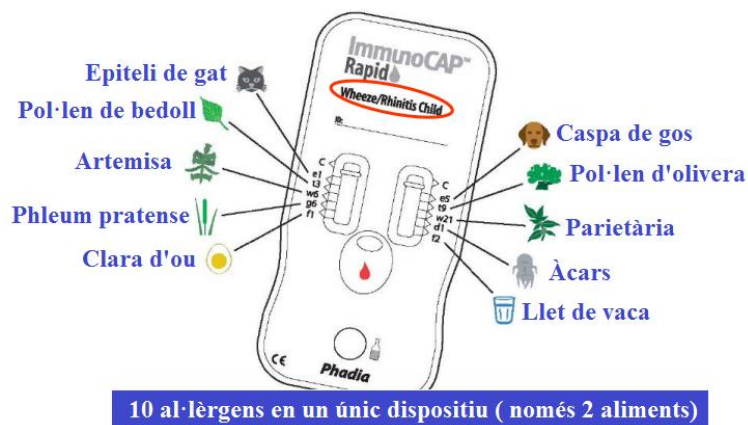 ImmunoCAP™
Rapid
Wheeze/Rhinitis Child
ID:
Epiteli de gat
Pol·len de bedoll
Artemisa
Phleum pratense
Clara d'ou
C
e1
t3
w6
g6
f1
C
e5
t9
w21
d1
f2
Caspa de gos
Pol·len d'olivera
Parietària
Àcars
Llet de vaca
CE
Phadia
10 al·lèrgens en un únic dispositiu ( només 2 aliments)